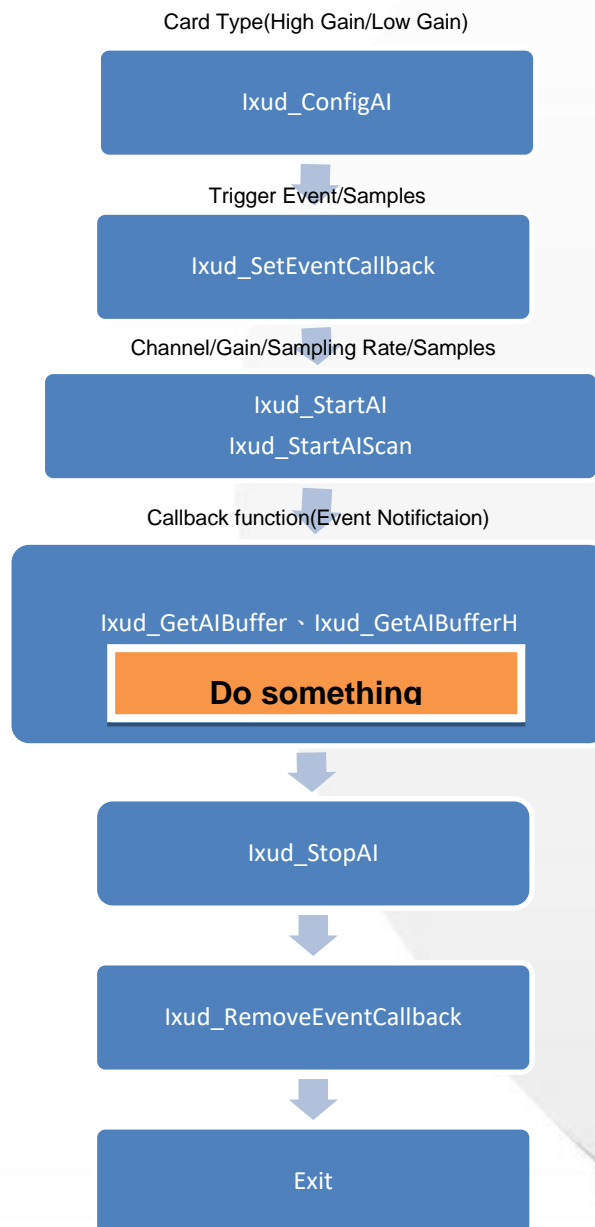 Card Type(High Gain/Low Gain)
Ixud_ConfigAI
Trigger Event/Samples
Ixud_SetEventCallback
Channel/Gain/Sampling Rate/Samples
Ixud_StartAI
Ixud_StartAIScan
Callback function(Event Notifictaion)
Ixud_GetAIBuffer、Ixud_GetAIBufferH
Do something
Ixud_StopAI
Ixud_RemoveEventCallback
Exit